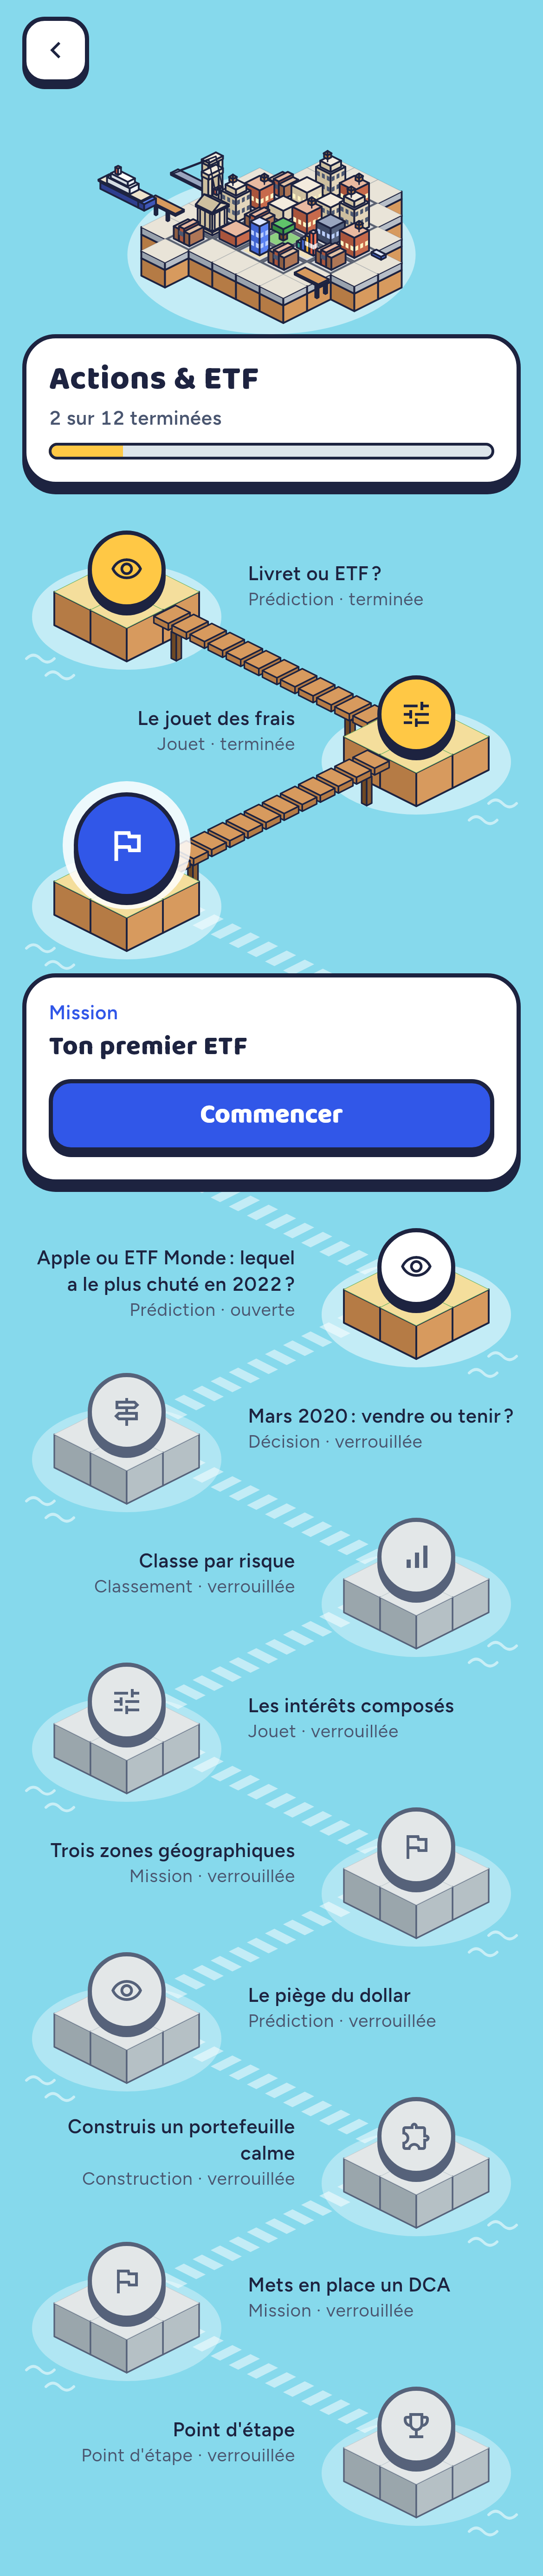 Actions & ETF
2 sur 12 terminées
Livret ou ETF ?
Prédiction · terminée
Le jouet des frais
Jouet · terminée
Mission
Ton premier ETF
Commencer
Apple ou ETF Monde : lequel
a le plus chuté en 2022 ?
Prédiction · ouverte
Mars 2020 : vendre ou tenir ?
Décision · verrouillée
Classe par risque
Classement · verrouillée
Les intérêts composés
Jouet · verrouillée
Trois zones géographiques
Mission · verrouillée
Le piège du dollar
Prédiction · verrouillée
Construis un portefeuille
calme
Construction · verrouillée
Mets en place un DCA
Mission · verrouillée
Point d'étape
Point d'étape · verrouillée